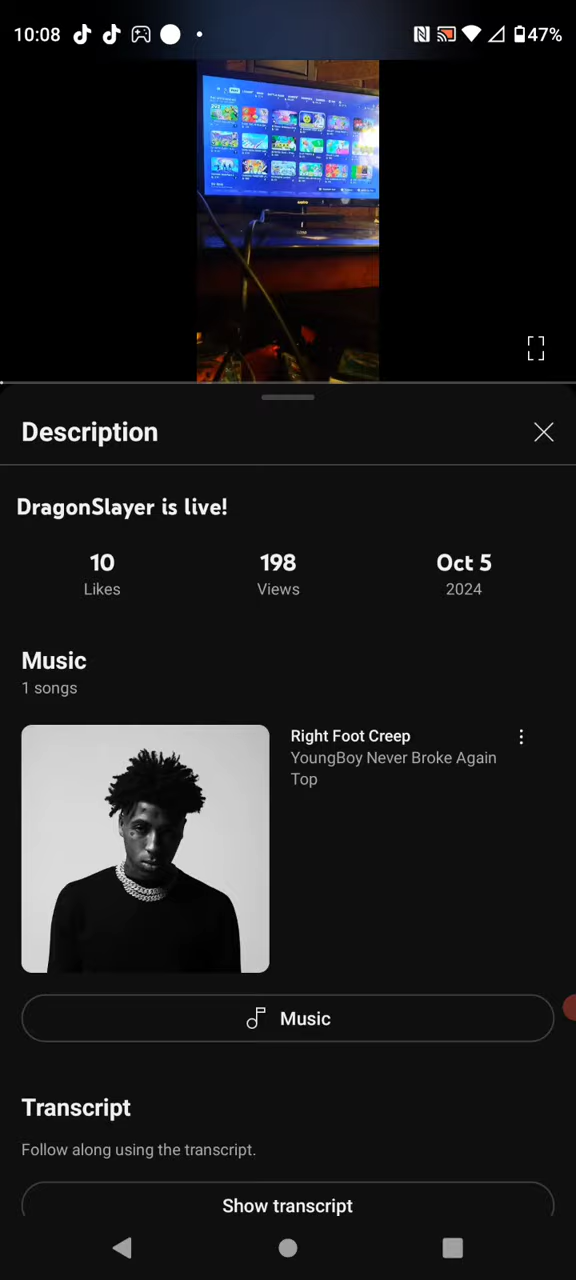 10:08
47%
Description
DragonSlayer is live!
10
198
Oct 5
Likes
Views
2024
Music
1 songs
Right Foot Creep
YoungBoy Never Broke Again
Top
Music
Transcript
Follow along using the transcript.
Show transcript